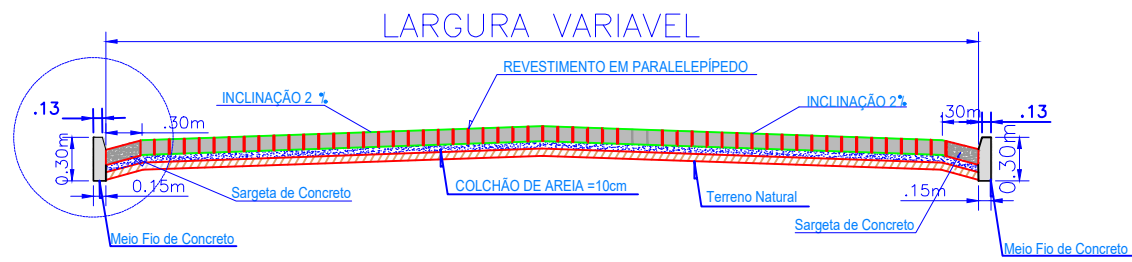 LARGURA VARIAVEL
REVESTIMENTO EM PARALELEPÍPEDO
INCLINAÇÃO 2 %
INCLINAÇÃO 2%
.13
.30m
.30m
.13
0.30m
0.30m
0.15m
.15m
Sargeta de Concreto
COLCHÃO DE AREIA =10cm
Terreno Natural
Sargeta de Concreto
Meio Fio de Concreto
Meio Fio de Concreto